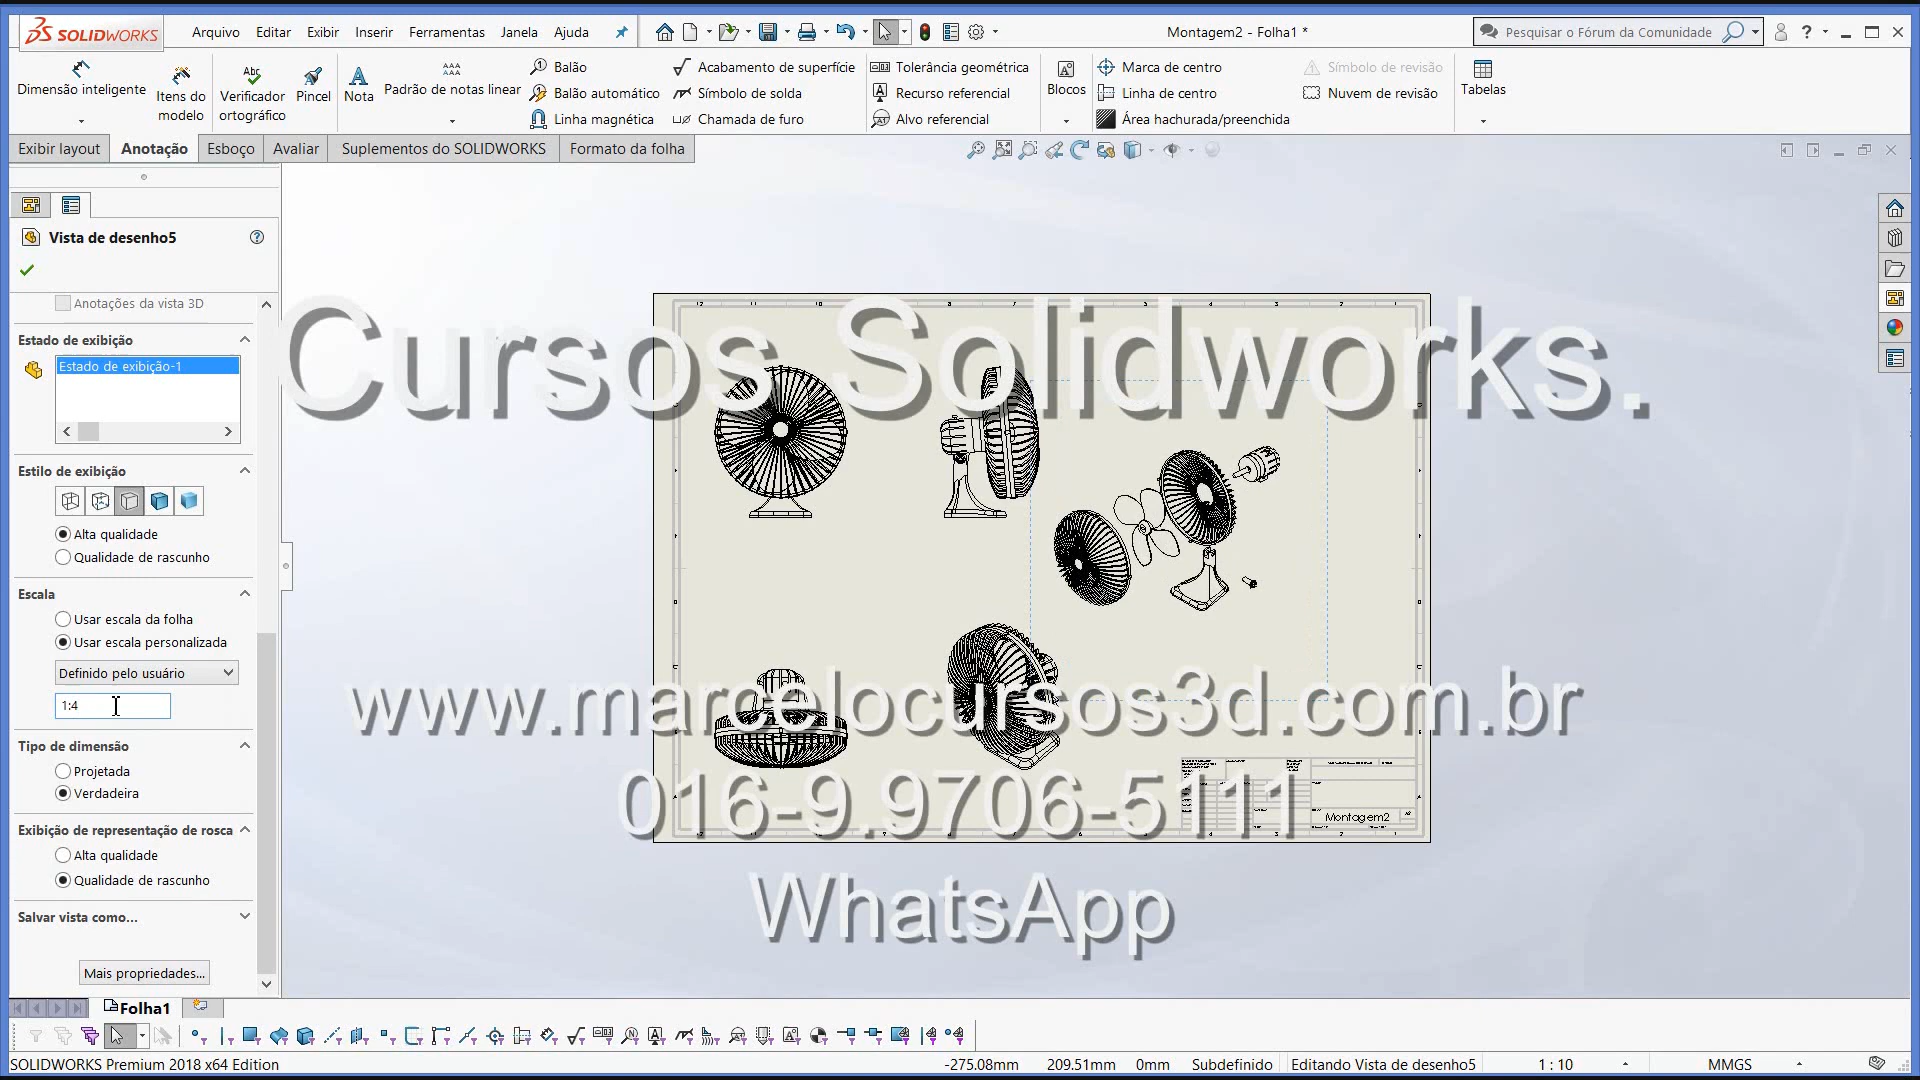 SOLIDWORKS
Arquivo Editar Exibir Inserir Ferramentas Janela Ajuda
Montagem2 - Folha1 *
Pesquisar o Fórum da Comunidade
?
Dimensão inteligente
Itens do modelo
Verificador ortográfico
Pincel
Nota
Padrão de notas linear
Balão
Balão automático
Linha magnética
Acabamento de superfície
Símbolo de solda
Chamada de furo
Tolerância geométrica
Recurso referencial
Alvo referencial
Blocos
Marca de centro
Linha de centro
Área hachurada/preenchida
Símbolo de revisão
Nuvem de revisão
Tabelas
Exibir layout Anotação Esboço Avaliar Suplementos do SOLIDWORKS Formato da folha
Vista de desenho5
Anotações da vista 3D
Estado de exibição
Estado de exibição-1
Estilo de exibição
Alta qualidade
Qualidade de rascunho
Escala
Usar escala da folha
Usar escala personalizada
Definido pelo usuário
1:4
Tipo de dimensão
Projetada
Verdadeira
Exibição de representação de rosca
Alta qualidade
Qualidade de rascunho
Salvar vista como...
Mais propriedades...
Cursos Solidworks.
www.marcelocursos3d.com.br
016-9.9706-5111
Montagem2
WhatsApp
Folha1
SOLIDWORKS Premium 2018 x64 Edition
-275.08mm 209.51mm 0mm Subdefinido Editando Vista de desenho5 1 : 10 MMGS